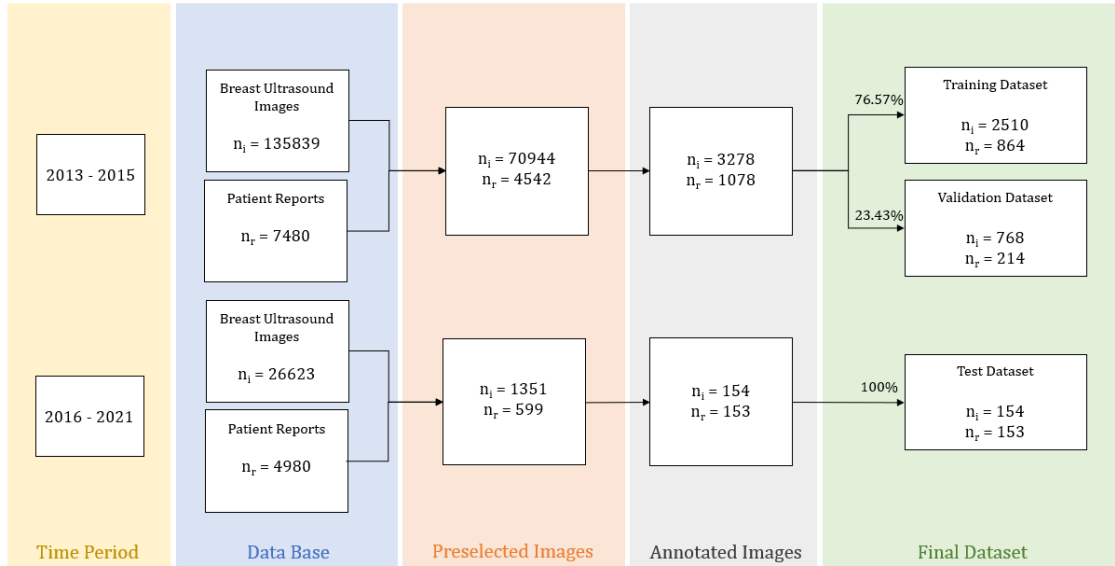 2013 - 2015
Breast Ultrasound
Images
nᵢ = 135839
Patient Reports
nᵣ = 7480
nᵢ = 70944
nᵣ = 4542
nᵢ = 3278
nᵣ = 1078
76.57%
Training Dataset
nᵢ = 2510
nᵣ = 864
23.43%
Validation Dataset
nᵢ = 768
nᵣ = 214
2016 - 2021
Breast Ultrasound
Images
nᵢ = 26623
Patient Reports
nᵣ = 4980
nᵢ = 1351
nᵣ = 599
nᵢ = 154
nᵣ = 153
100%
Test Dataset
nᵢ = 154
nᵣ = 153
Time Period
Data Base
Preselected Images
Annotated Images
Final Dataset